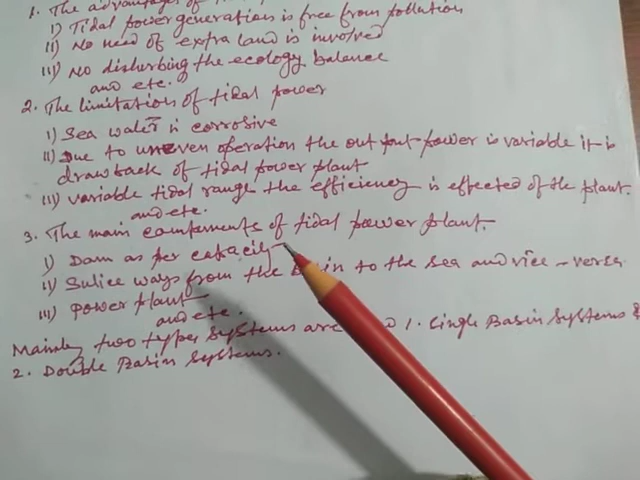 1. The advantages of
i) Tidal power generation is free from pollution
ii) No need of extra land is involved
iii) No disturbing the ecology balance
and etc.
2. The limitation of tidal power
i) Sea water is corrosive
ii) Due to uneven operation the out put power is variable it is
drawback of tidal power plant
iii) variable tidal range the efficiency is effected of the plant.
and etc.
3. The main components of tidal power plant.
i) Dam as per capacity
ii) Sulice ways from the Basin to the sea and vice-versa
iii) power plant
and etc.
Mainly two types systems are 1. Single Basin systems &
2. Double Basin systems.